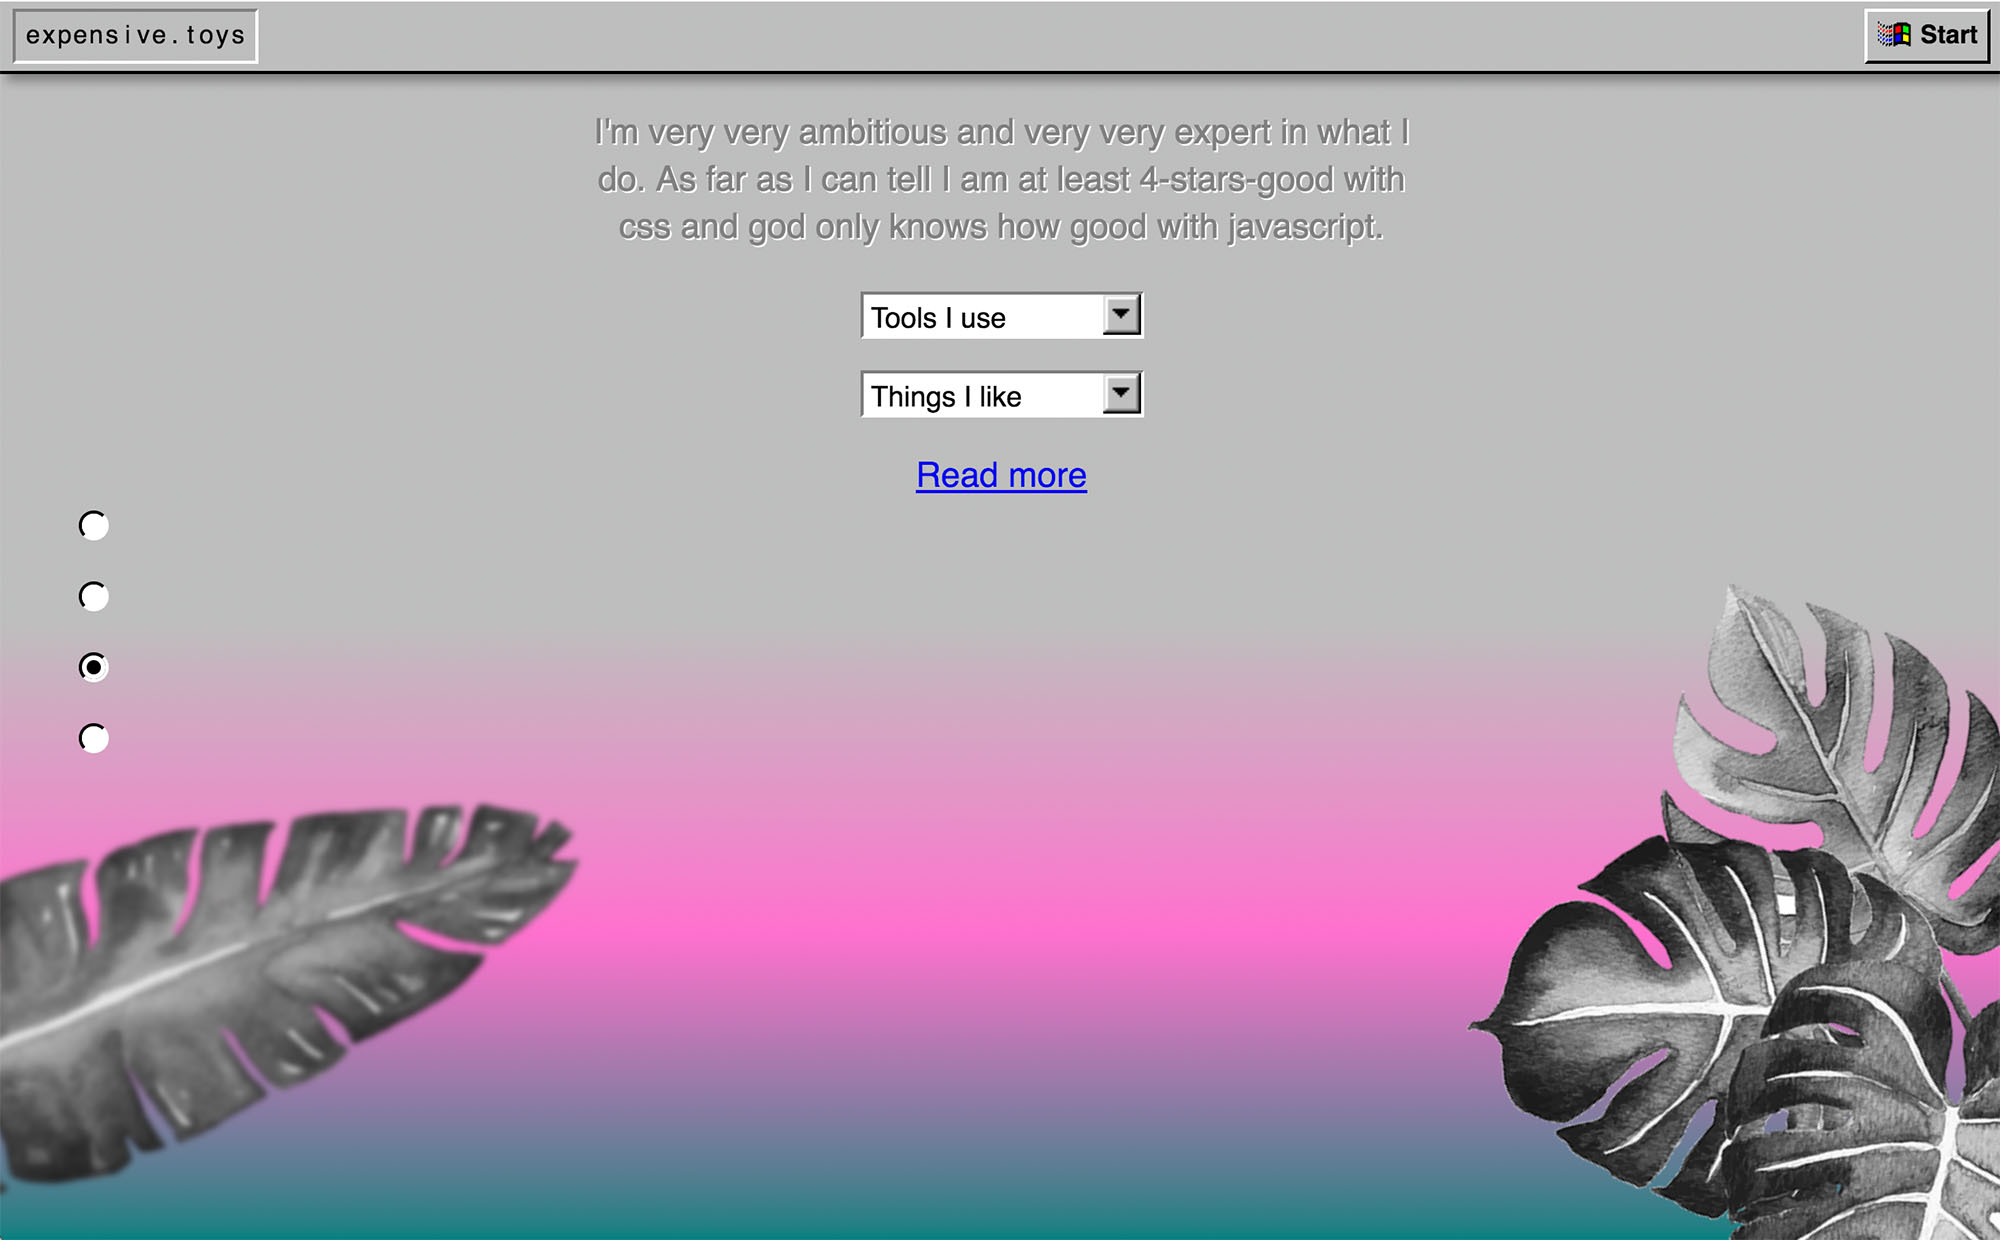 expensive.toys
Start
I'm very very ambitious and very very expert in what I
do. As far as I can tell I am at least 4-stars-good with
css and god only knows how good with javascript.
Tools I use
Things I like
Read more